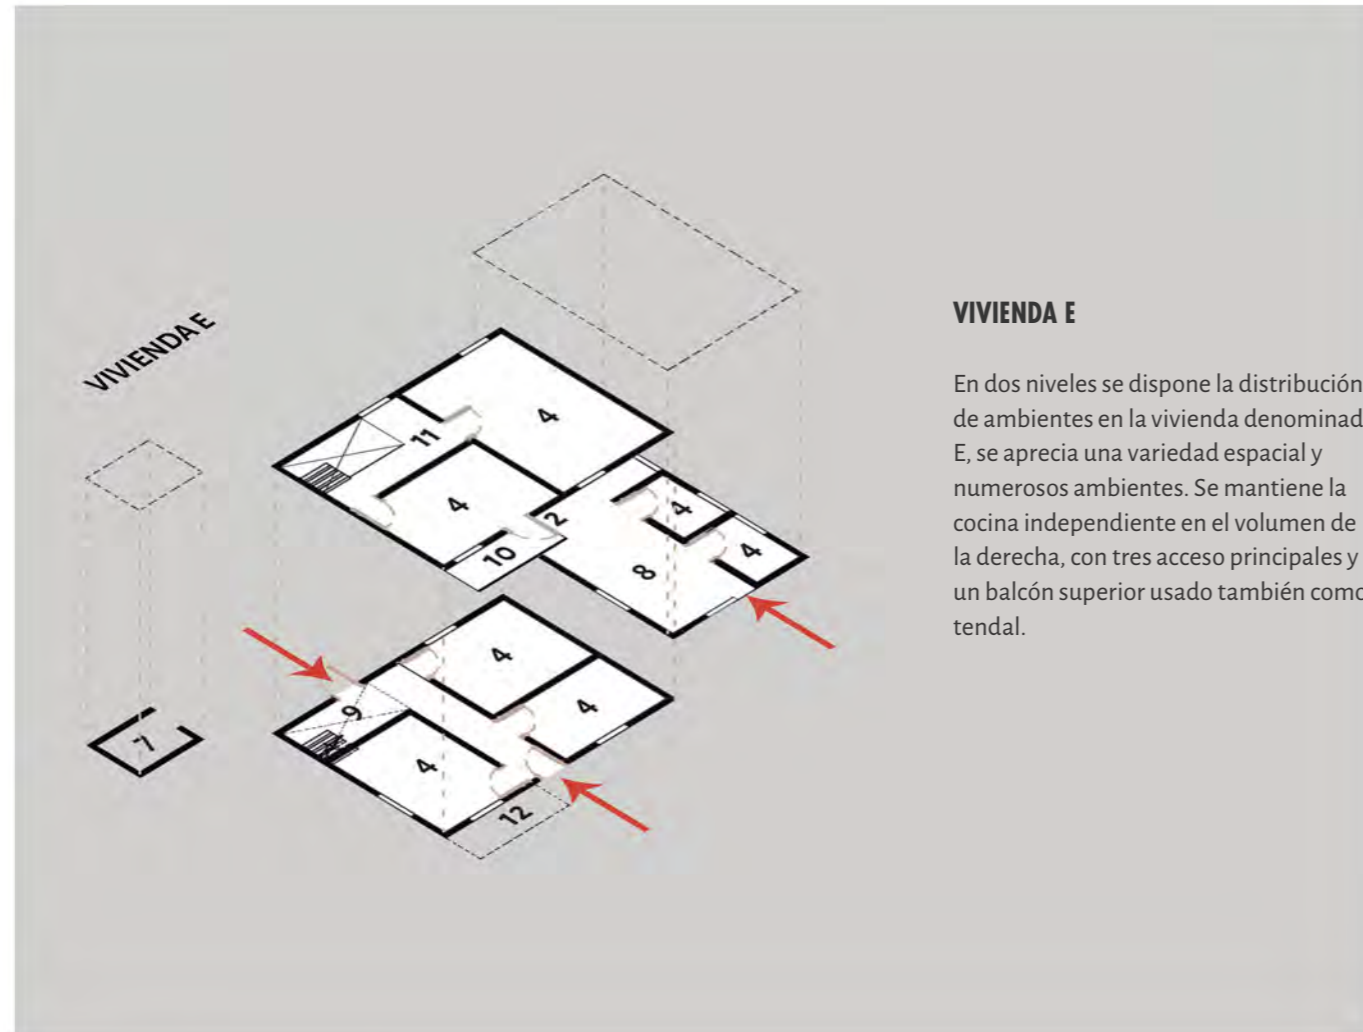 VIVIENDA E
4
11
4
4
2
10
4
8
4
9
4
4
7
12
VIVIENDA E
En dos niveles se dispone la distribución
de ambientes en la vivienda denominad
E, se aprecia una variedad espacial y
numerosos ambientes. Se mantiene la
cocina independiente en el volumen de
la derecha, con tres acceso principales y
un balcón superior usado también como
tendal.